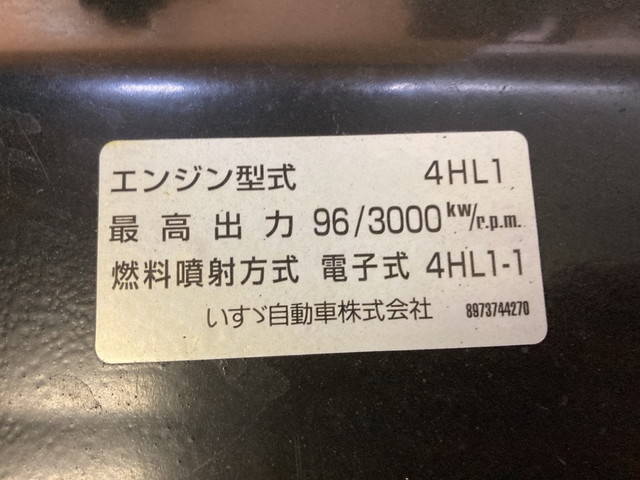 エンジン型式 4HL1
最高出力 96/3000kw/r.p.m.
燃料噴射方式 電子式 4HL1-1
いすゞ自動車株式会社 8973744270